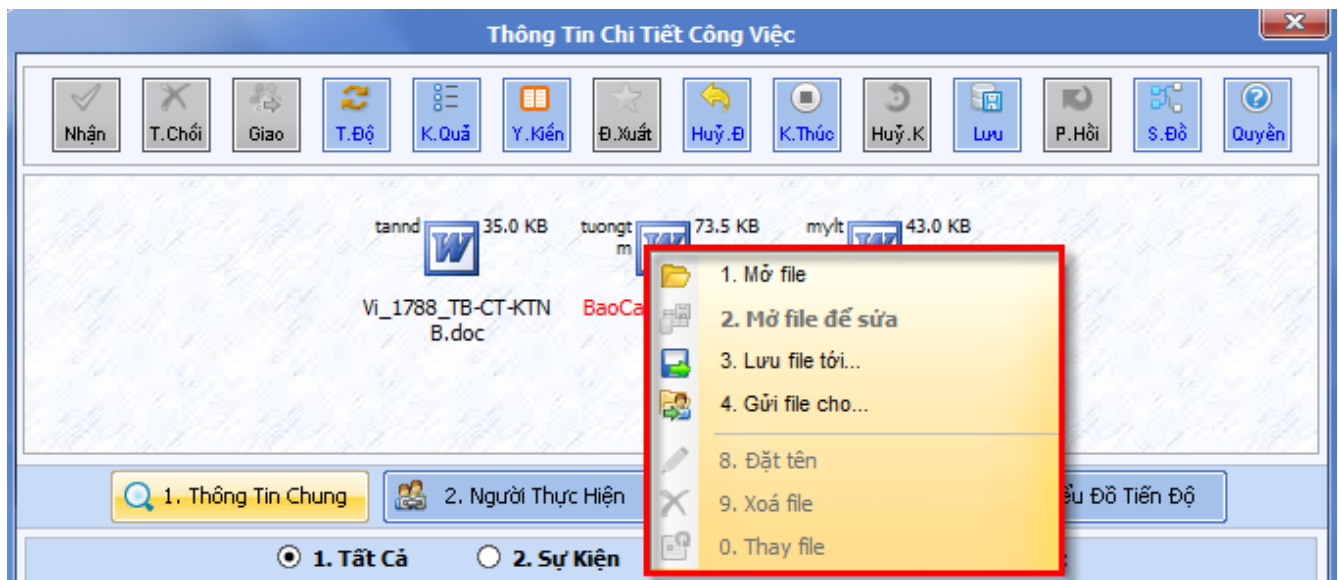 Thông Tin Chi Tiết Công Việc
Nhận T.Chối Giao T.Độ K.Quả Y.Kiến Đ.Xuất Huỷ.Đ K.Thúc Huỷ.K Lưu P.Hồi S.Đồ Quyền
tannd 35.0 KB tuongt 73.5 KB mylt 43.0 KB
m
Vi_1788_TB-CT-KTN BaoCa
B.doc
1. Mở file
2. Mở file để sửa
3. Lưu file tới...
4. Gửi file cho...
8. Đặt tên
9. Xoá file
0. Thay file
1. Thông Tin Chung 2. Người Thực Hiện Đồ Tiến Độ
1. Tất Cả 2. Sự Kiện